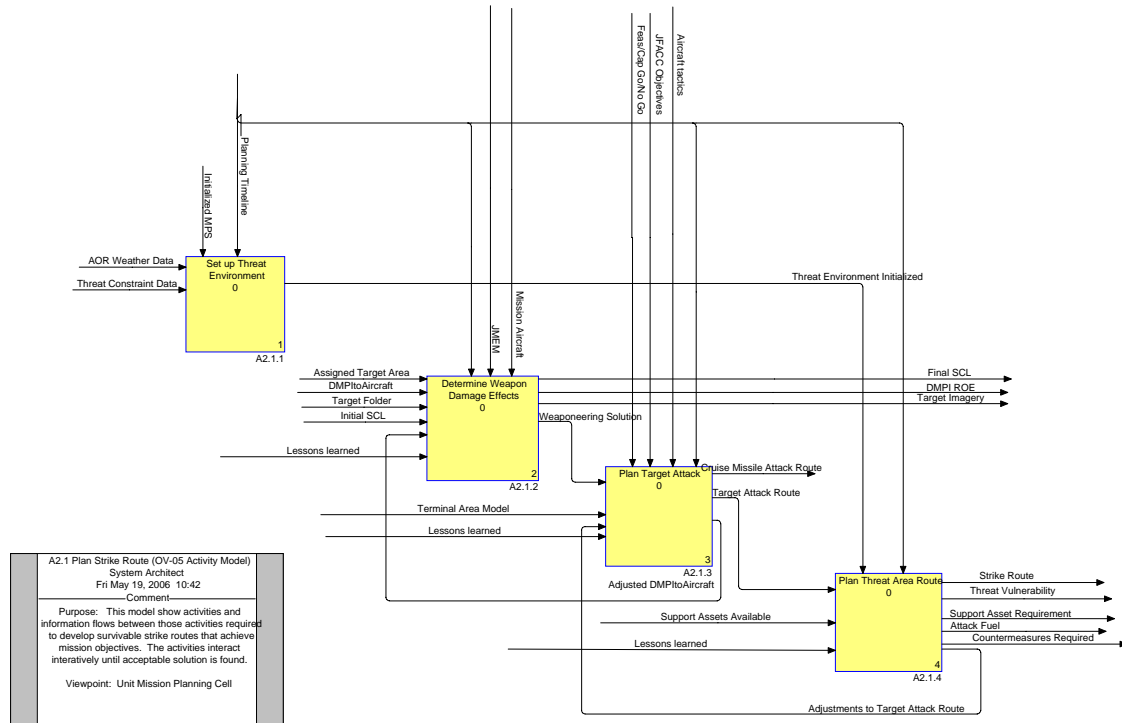 Feas/Cap Go/No Go
JFACC Objectives
Aircraft tactics
Planning Timeline
Initialized MPS
AOR Weather Data
Threat Constraint Data
Set up Threat
Environment
0
1
A2.1.1
Threat Environment Initialized
JMEM
Mission Aircraft
Assigned Target Area
DMPItoAircraft
Target Folder
Initial SCL
Lessons learned
Determine Weapon
Damage Effects
0
2
A2.1.2
Final SCL
DMPI ROE
Target Imagery
Weaponeering Solution
Terminal Area Model
Lessons learned
Plan Target Attack
0
3
A2.1.3
Cruise Missile Attack Route
Target Attack Route
Adjusted DMPItoAircraft
Support Assets Available
Lessons learned
Plan Threat Area Route
0
4
A2.1.4
Strike Route
Threat Vulnerability
Support Asset Requirement
Attack Fuel
Countermeasures Required
Adjustments to Target Attack Route
A2.1 Plan Strike Route (OV-05 Activity Model)
System Architect
Fri May 19, 2006 10:42
Comment
Purpose: This model show activities and
information flows between those activities required
to develop survivable strike routes that achieve
mission objectives. The activities interact
interatively until acceptable solution is found.
Viewpoint: Unit Mission Planning Cell